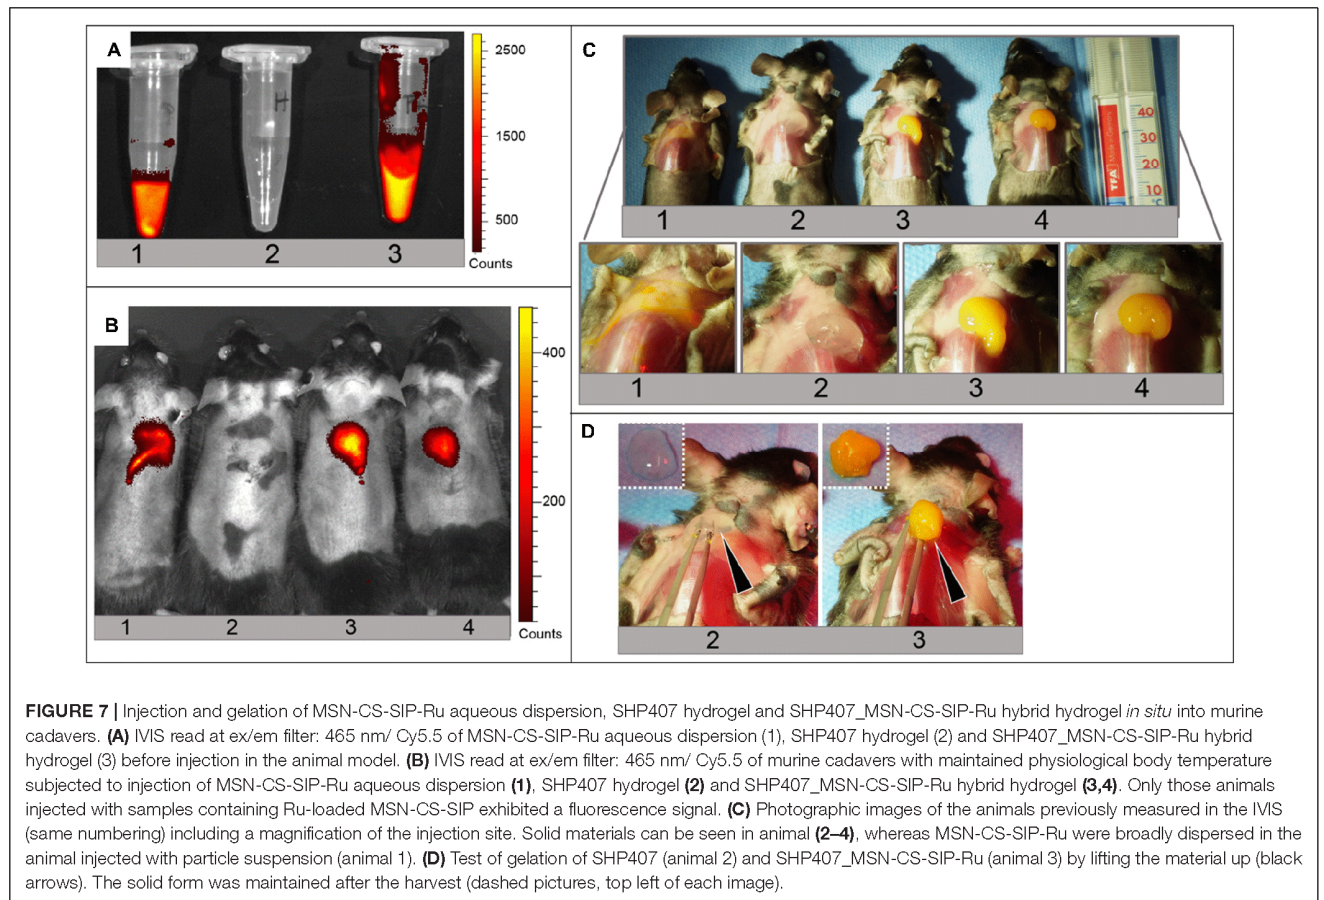 A
2500
1500
500
Counts
1
2
3
H
B
400
200
Counts
1
2
3
4
C
40
30
20
10
°C
TFA
Made in Germany
1
2
3
4
1
2
3
4
D
2
3
FIGURE 7 | Injection and gelation of MSN-CS-SIP-Ru aqueous dispersion, SHP407 hydrogel and SHP407_MSN-CS-SIP-Ru hybrid hydrogel in situ into murine
cadavers. (A) IVIS read at ex/em filter: 465 nm/ Cy5.5 of MSN-CS-SIP-Ru aqueous dispersion (1), SHP407 hydrogel (2) and SHP407_MSN-CS-SIP-Ru hybrid
hydrogel (3) before injection in the animal model. (B) IVIS read at ex/em filter: 465 nm/ Cy5.5 of murine cadavers with maintained physiological body temperature
subjected to injection of MSN-CS-SIP-Ru aqueous dispersion (1), SHP407 hydrogel (2) and SHP407_MSN-CS-SIP-Ru hybrid hydrogel (3,4). Only those animals
injected with samples containing Ru-loaded MSN-CS-SIP exhibited a fluorescence signal. (C) Photographic images of the animals previously measured in the IVIS
(same numbering) including a magnification of the injection site. Solid materials can be seen in animal (2–4), whereas MSN-CS-SIP-Ru were broadly dispersed in the
animal injected with particle suspension (animal 1). (D) Test of gelation of SHP407 (animal 2) and SHP407_MSN-CS-SIP-Ru (animal 3) by lifting the material up (black
arrows). The solid form was maintained after the harvest (dashed pictures, top left of each image).